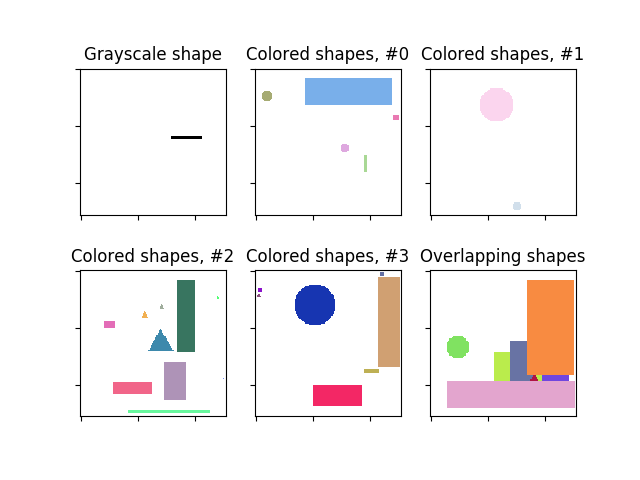 Grayscale shape
Colored shapes, #0
Colored shapes, #1
Colored shapes, #2
Colored shapes, #3
Overlapping shapes